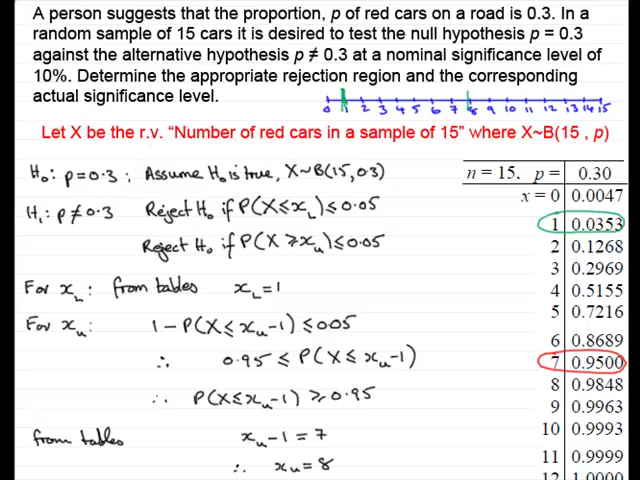 A person suggests that the proportion, p of red cars on a road is 0.3. In a
random sample of 15 cars it is desired to test the null hypothesis p = 0.3
against the alternative hypothesis p ≠ 0.3 at a nominal significance level of
10%. Determine the appropriate rejection region and the corresponding
actual significance level.
0 1 2 3 4 5 6 7 8 9 10 11 12 13 14 15
Let X be the r.v. “Number of red cars in a sample of 15” where X~B(15 , p)
H₀: p=0.3 ; Assume H₀ is true, X~B(15, 0.3)
H₁: p≠0.3 Reject H₀ if P(X≤x_L)≤0.05
Reject H₀ if P(X≥x_u)≤0.05
For x_L: from tables x_L=1
For x_u: 1-P(X≤x_u-1)≤0.05
∴ 0.95 ≤ P(X≤x_u-1)
∴ P(X≤x_u-1) ≥ 0.95
from tables x_u-1=7
∴ x_u=8
n = 15. p = 0.30
x = 0 0.0047
1 0.0353
2 0.1268
3 0.2969
4 0.5155
5 0.7216
6 0.8689
7 0.9500
8 0.9848
9 0.9963
10 0.9993
11 0.9999
12 1.0000